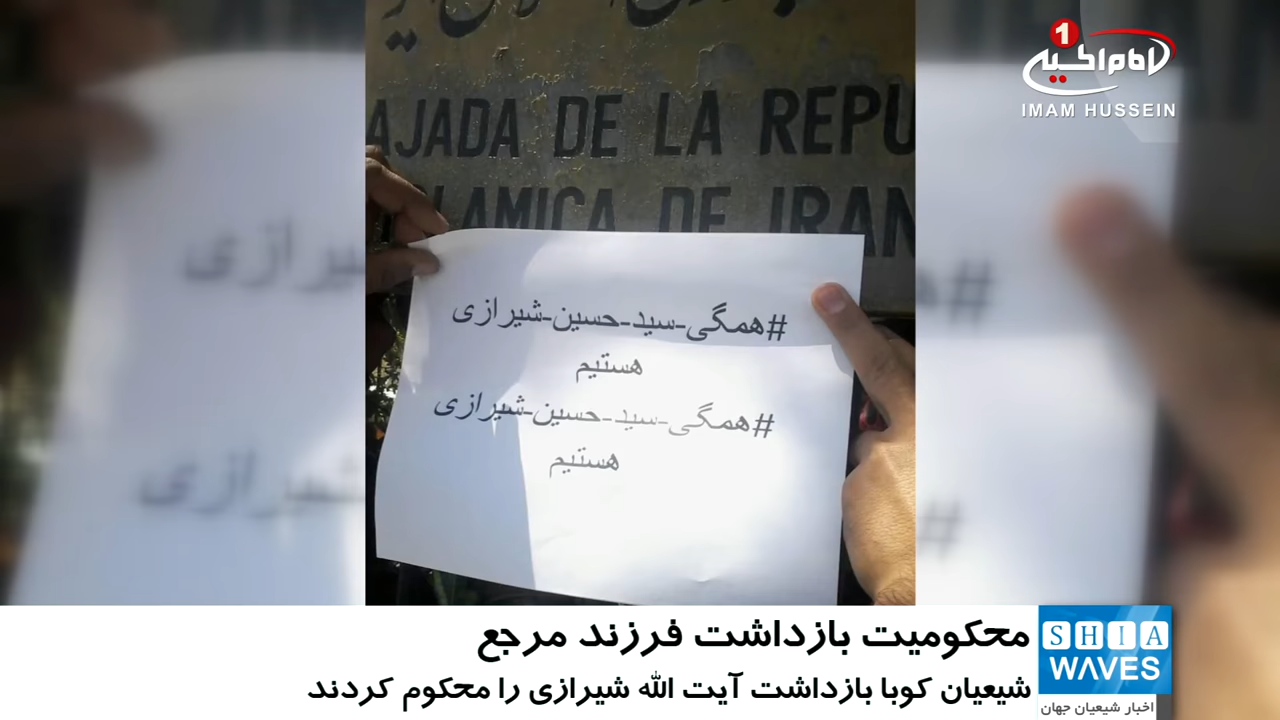 1
IMAM HUSSEIN
AJADA DE LA REPU
LAMICA DE IRAN
#همگی-سید-حسین-شیرازی
هستیم
#همگی-سید-حسین-شیرازی
هستیم
محکومیت بازداشت فرزند مرجع
شیعیان کوبا بازداشت آیت الله شیرازی را محکوم کردند
SHIA
WAVES
اخبار شیعیان جهان